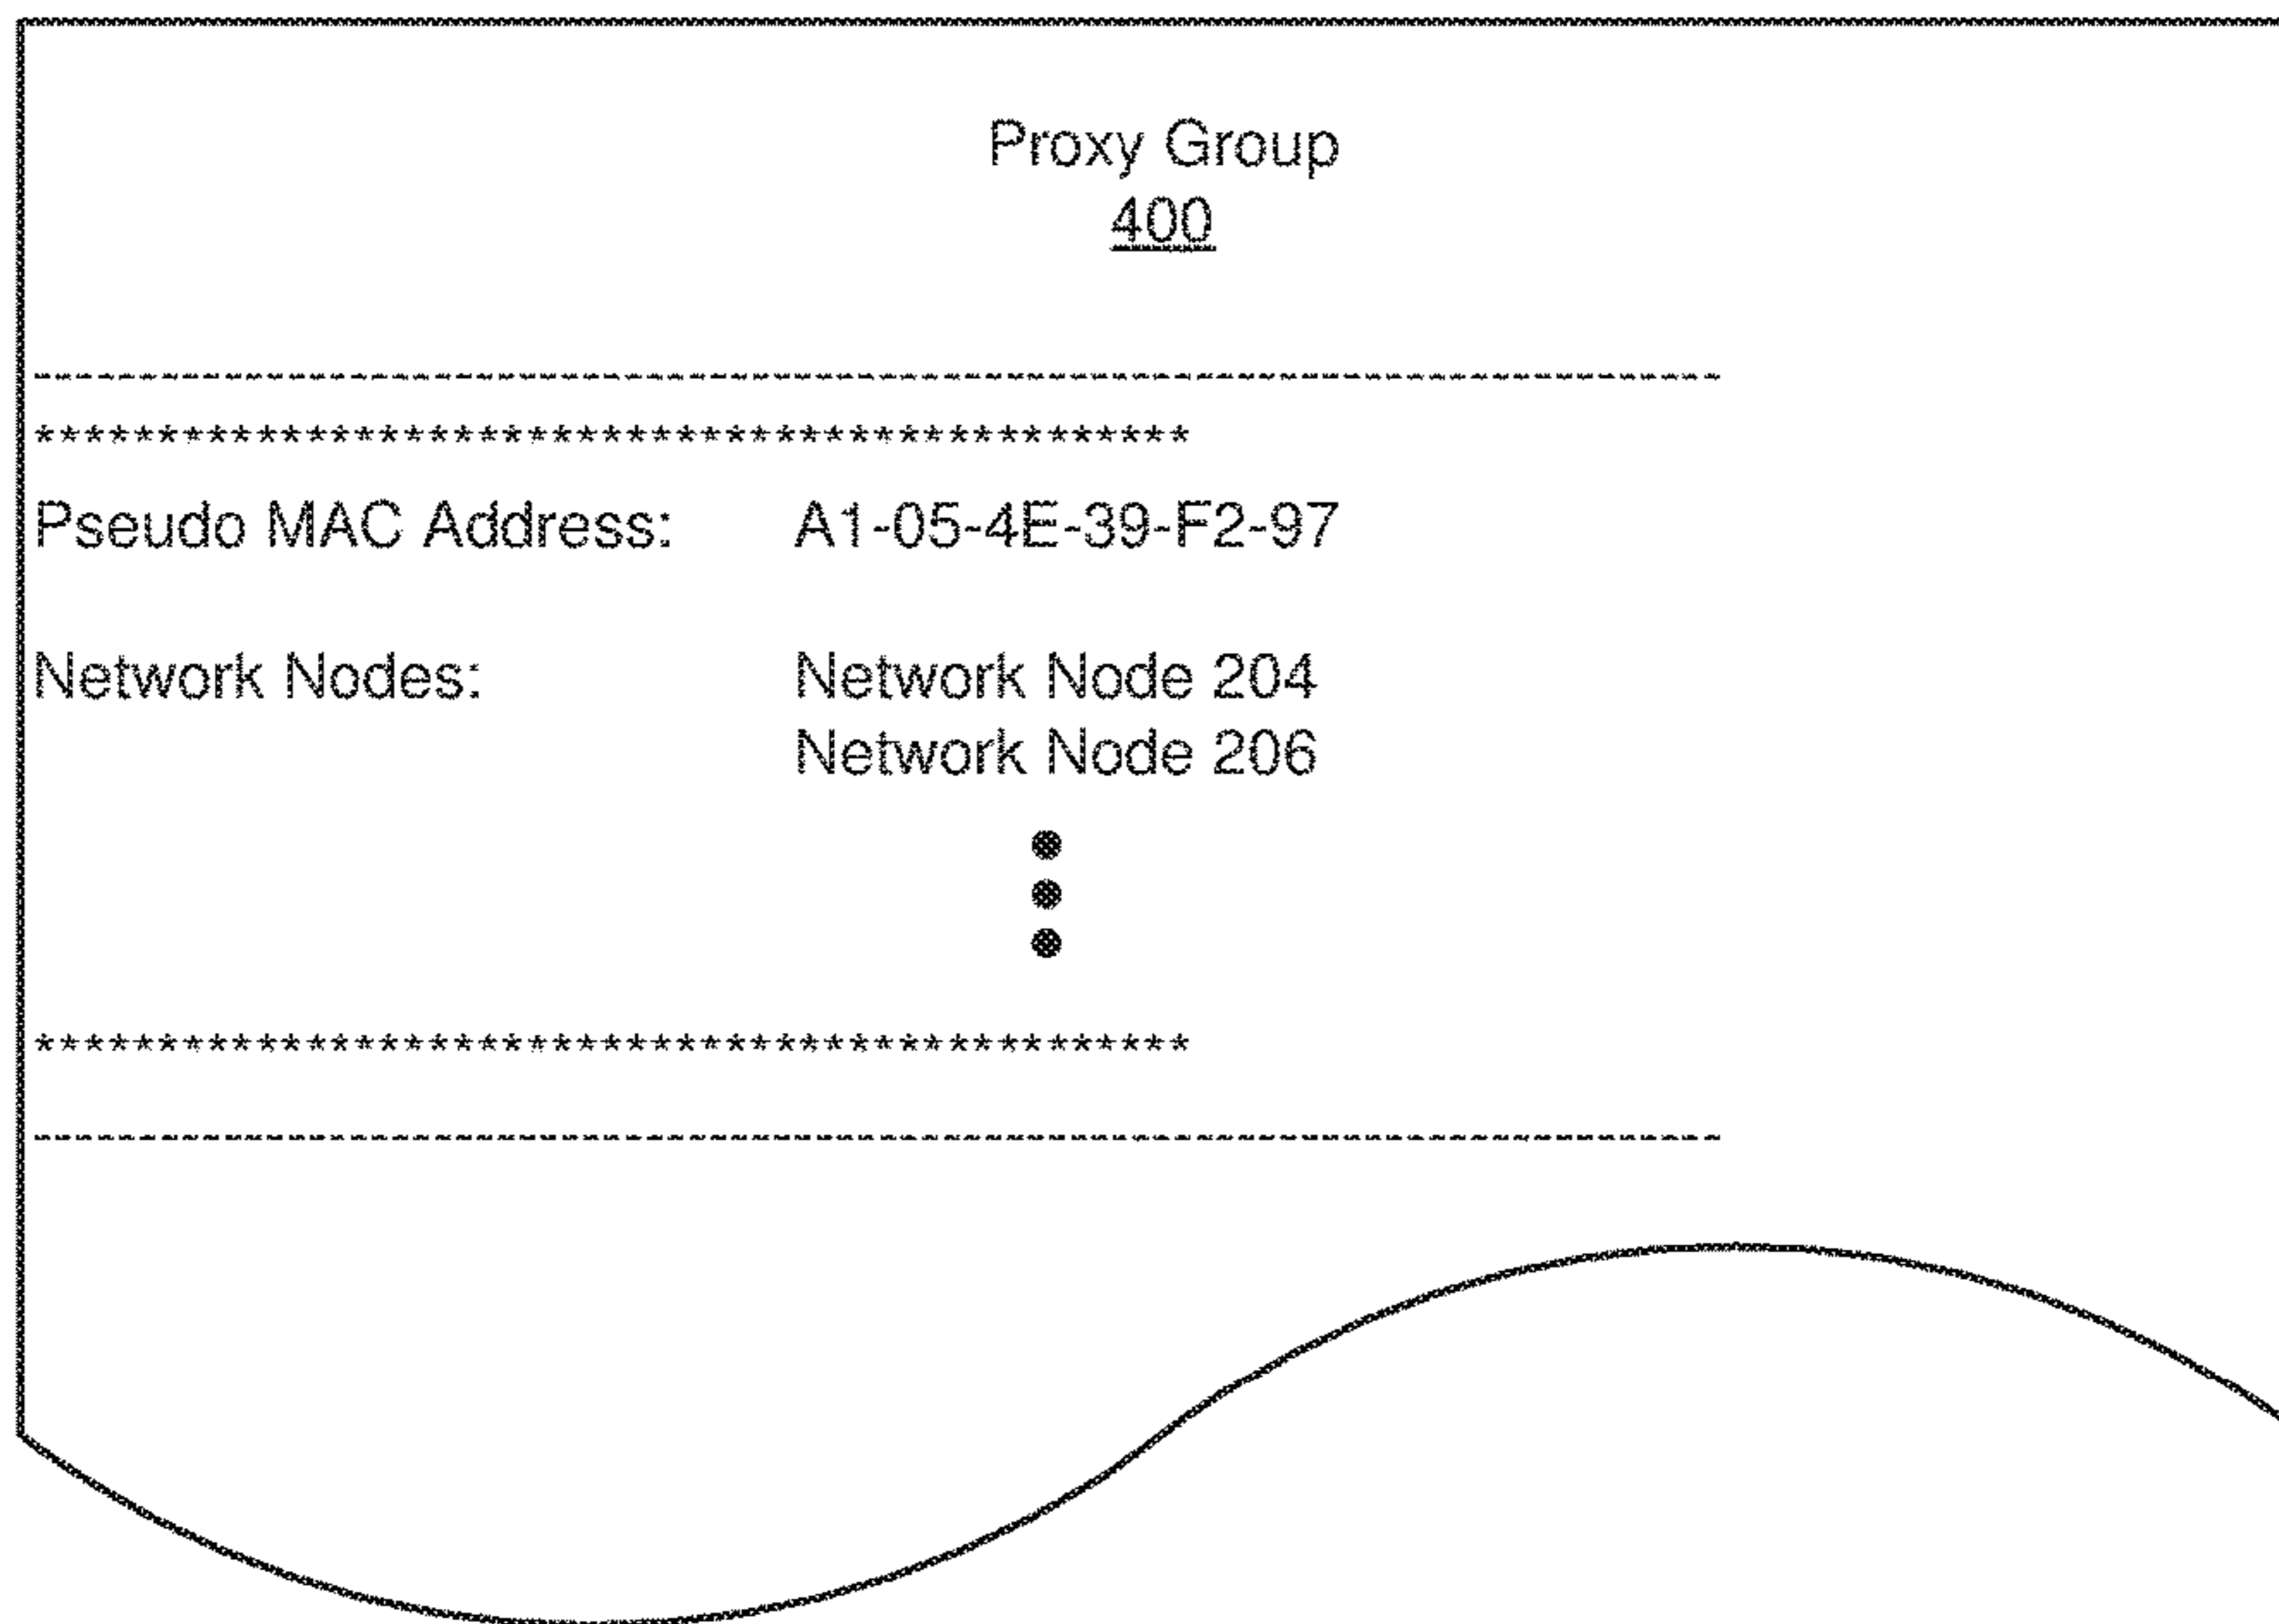 Proxy Group
400
--------------------------------------------------------------------------------
***********************************************
Pseudo MAC Address: A1-05-4E-39-F2-97
Network Nodes: Network Node 204
Network Node 206
***********************************************
--------------------------------------------------------------------------------